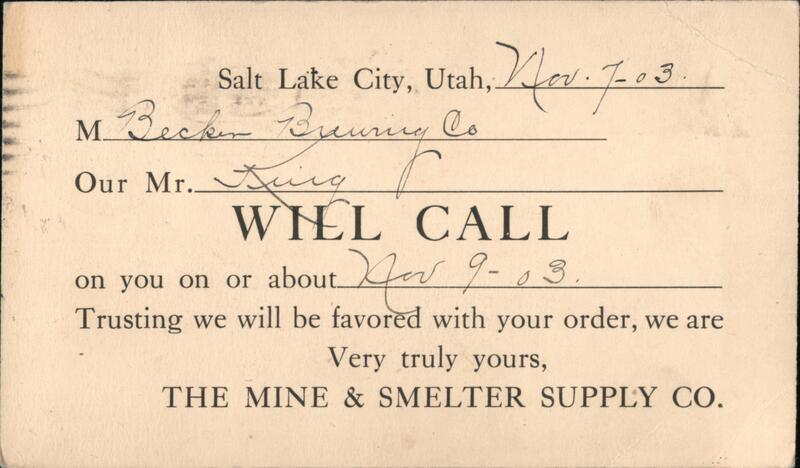 Salt Lake City, Utah, Nov. 7-03.
M Becker Brewing Co
Our Mr. King
WILL CALL
on you on or about Nov 9-03.
Trusting we will be favored with your order, we are
Very truly yours,
THE MINE & SMELTER SUPPLY CO.